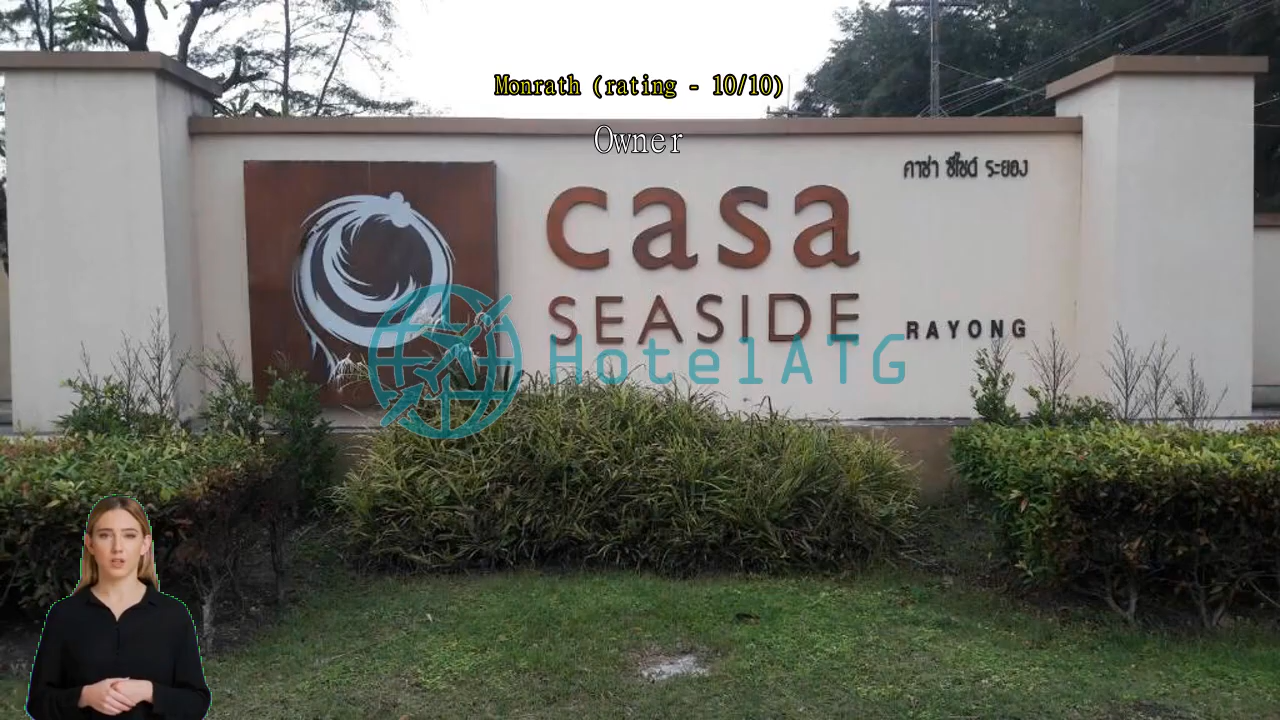 Monrath (rating - 10/10)
Owner
คาซ่า ซีไซด์ ระยอง
casa
SEASIDE
RAYONG
HotelATG